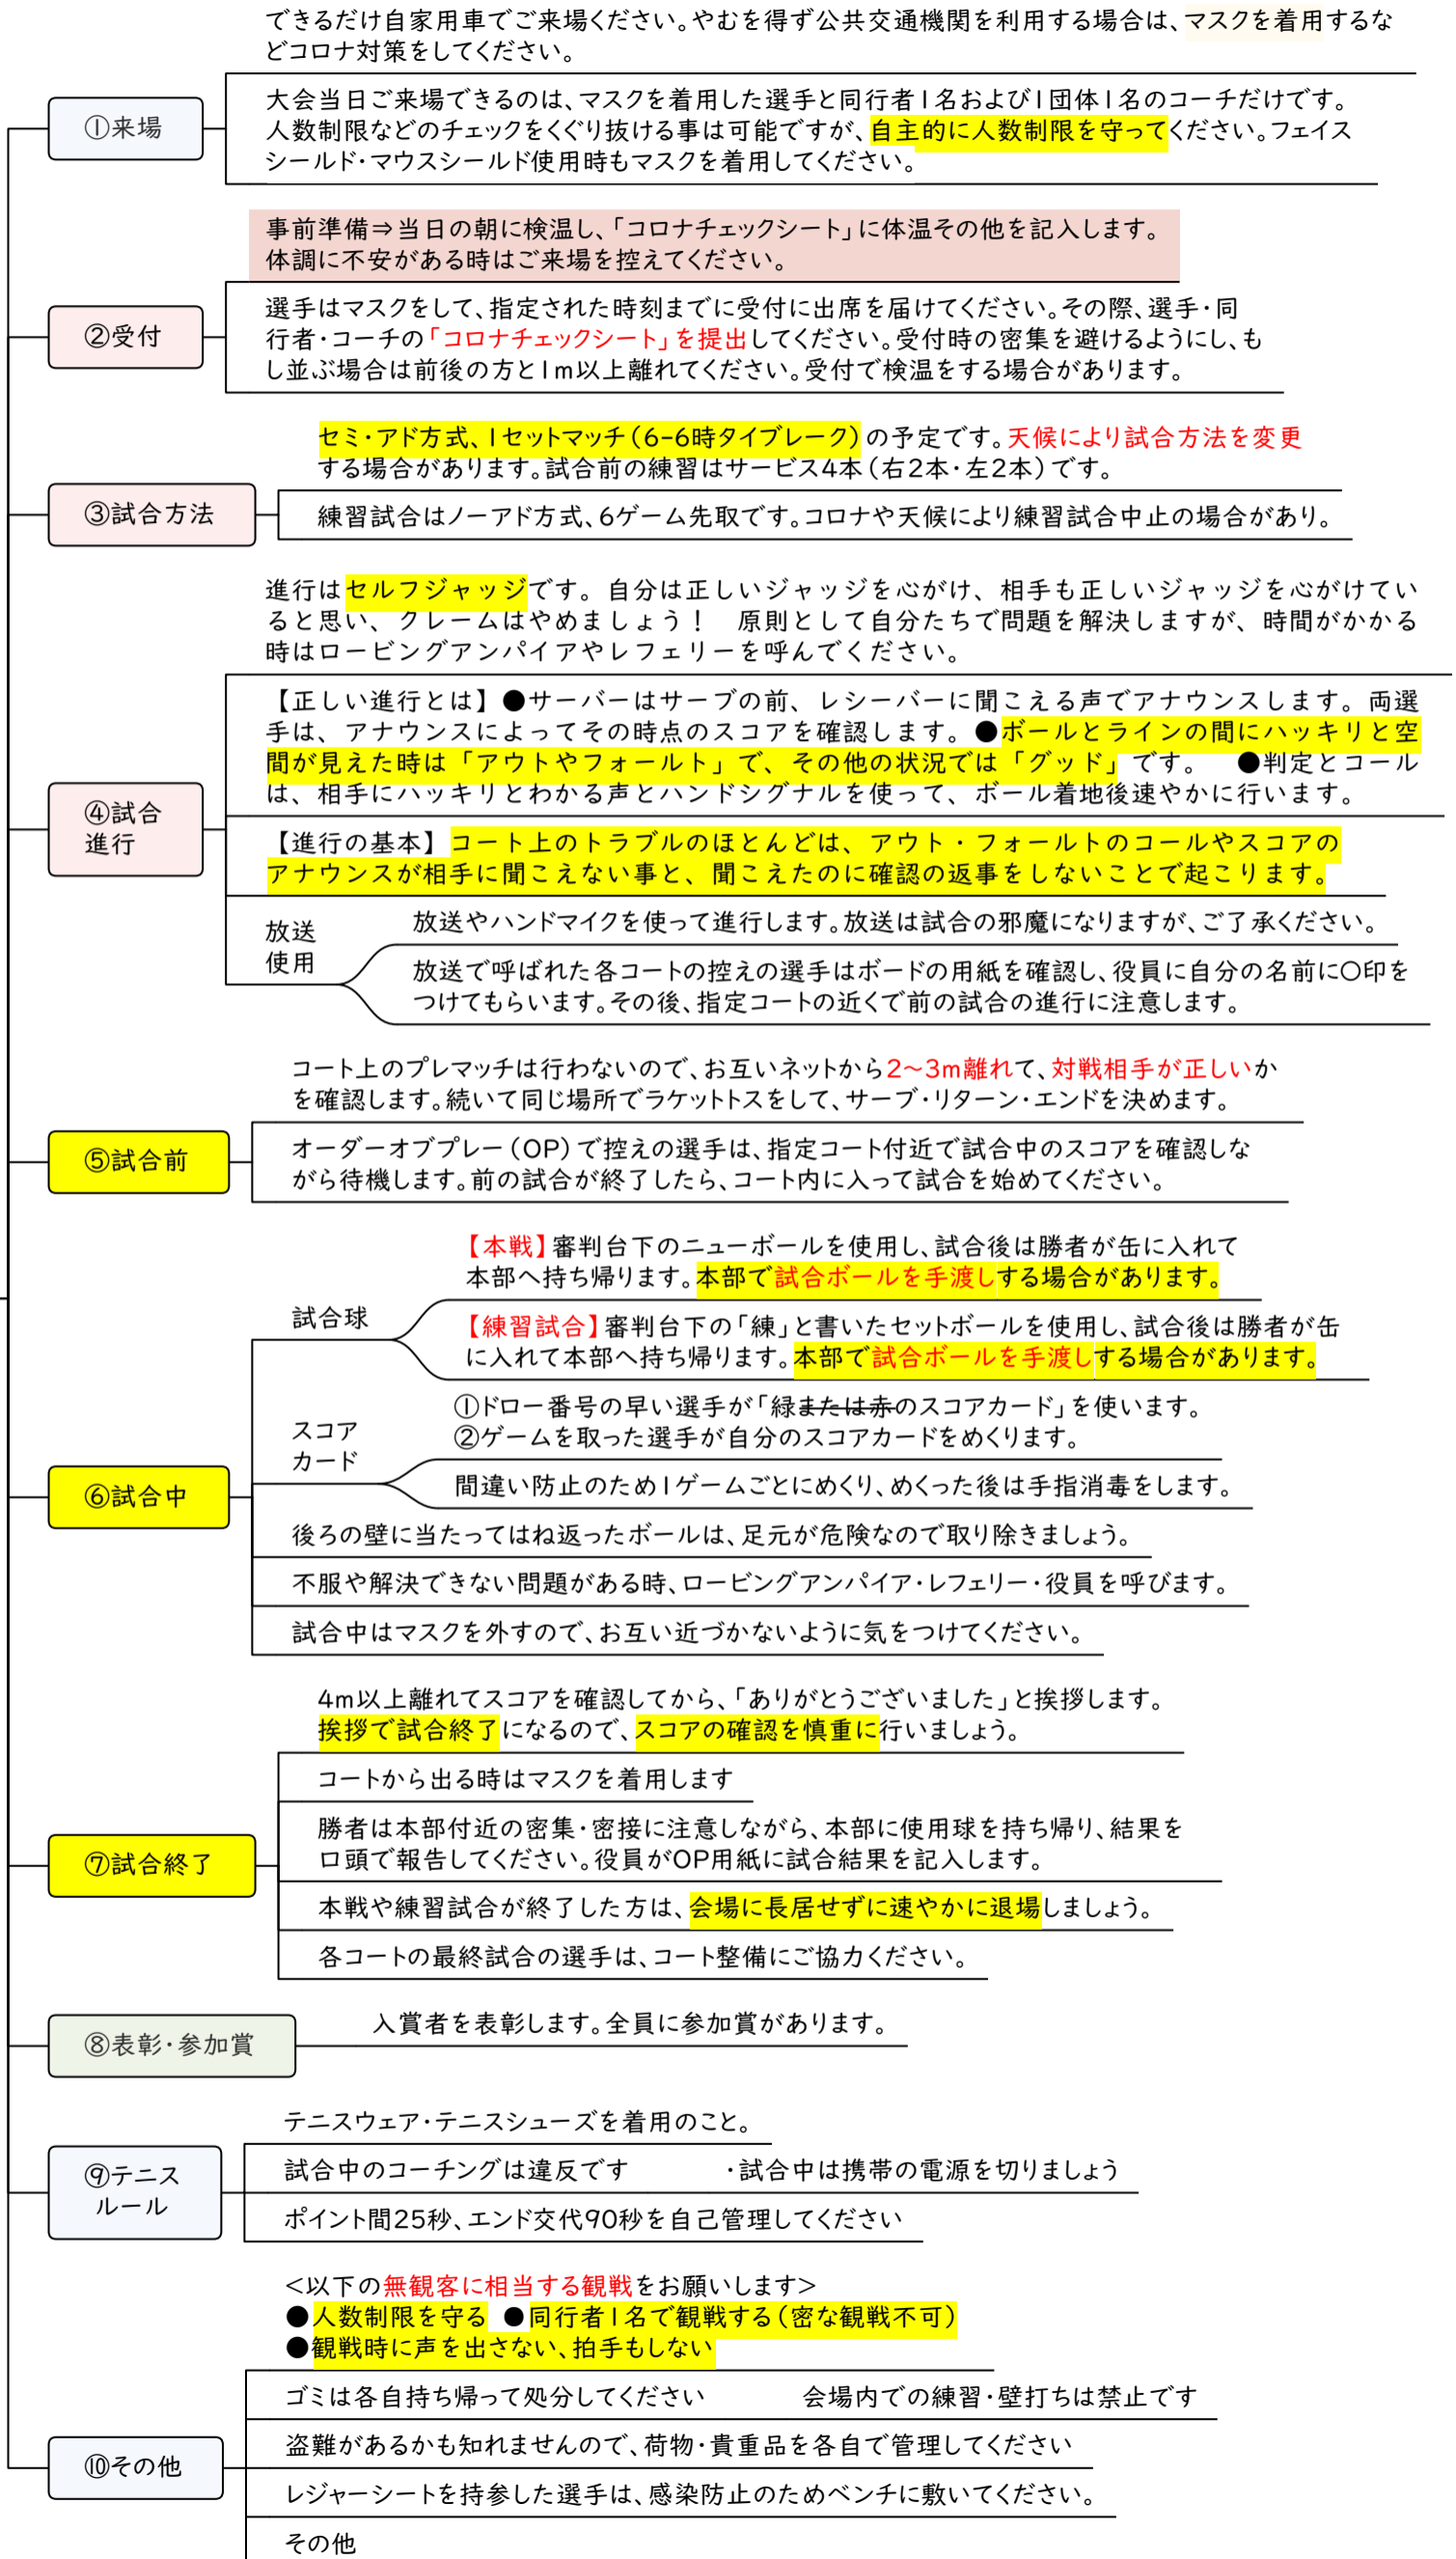 できるだけ自家用車でご来場ください。やむを得ず公共交通機関を利用する場合は、マスクを着用するな
どコロナ対策をしてください。
①来場
大会当日ご来場できるのは、マスクを着用した選手と同行者1名および1団体1名のコーチだけです。
人数制限などのチェックをくぐり抜ける事は可能ですが、自主的に人数制限を守ってください。フェイス
シールド・マウスシールド使用時もマスクを着用してください。
事前準備⇒当日の朝に検温し、「コロナチェックシート」に体温その他を記入します。
体調に不安がある時はご来場を控えてください。
②受付
選手はマスクをして、指定された時刻までに受付に出席を届けてください。その際、選手・同
行者・コーチの「コロナチェックシート」を提出してください。受付時の密集を避けるようにし、も
し並ぶ場合は前後の方と1m以上離れてください。受付で検温をする場合があります。
セミ・アド方式、1セットマッチ(6-6時タイブレーク)の予定です。天候により試合方法を変更
する場合があります。試合前の練習はサービス4本(右2本・左2本)です。
③試合方法
練習試合はノーアド方式、6ゲーム先取です。コロナや天候により練習試合中止の場合があり。
進行はセルフジャッジです。自分は正しいジャッジを心がけ、相手も正しいジャッジを心がけてい
ると思い、クレームはやめましょう！　原則として自分たちで問題を解決しますが、時間がかかる
時はロービングアンパイアやレフェリーを呼んでください。
④試合
進行
【正しい進行とは】●サーバーはサーブの前、レシーバーに聞こえる声でアナウンスします。両選
手は、アナウンスによってその時点のスコアを確認します。●ボールとラインの間にハッキリと空
間が見えた時は「アウトやフォールト」で、その他の状況では「グッド」です。　●判定とコール
は、相手にハッキリとわかる声とハンドシグナルを使って、ボール着地後速やかに行います。
【進行の基本】コート上のトラブルのほとんどは、アウト・フォールトのコールやスコアの
アナウンスが相手に聞こえない事と、聞こえたのに確認の返事をしないことで起こります。
放送
使用
放送やハンドマイクを使って進行します。放送は試合の邪魔になりますが、ご了承ください。
放送で呼ばれた各コートの控えの選手はボードの用紙を確認し、役員に自分の名前に〇印を
つけてもらいます。その後、指定コートの近くで前の試合の進行に注意します。
コート上のプレマッチは行わないので、お互いネットから2～3m離れて、対戦相手が正しいか
を確認します。続いて同じ場所でラケットトスをして、サーブ・リターン・エンドを決めます。
⑤試合前
オーダーオブプレー(OP)で控えの選手は、指定コート付近で試合中のスコアを確認しな
がら待機します。前の試合が終了したら、コート内に入って試合を始めてください。
⑥試合中
試合球
【本戦】審判台下のニューボールを使用し、試合後は勝者が缶に入れて
本部へ持ち帰ります。本部で試合ボールを手渡しする場合があります。
【練習試合】審判台下の「練」と書いたセットボールを使用し、試合後は勝者が缶
に入れて本部へ持ち帰ります。本部で試合ボールを手渡しする場合があります。
スコア
カード
①ドロー番号の早い選手が「緑または赤のスコアカード」を使います。
②ゲームを取った選手が自分のスコアカードをめくります。
間違い防止のため1ゲームごとにめくり、めくった後は手指消毒をします。
後ろの壁に当たってはね返ったボールは、足元が危険なので取り除きましょう。
不服や解決できない問題がある時、ロービングアンパイア・レフェリー・役員を呼びます。
試合中はマスクを外すので、お互い近づかないように気をつけてください。
4m以上離れてスコアを確認してから、「ありがとうございました」と挨拶します。
挨拶で試合終了になるので、スコアの確認を慎重に行いましょう。
コートから出る時はマスクを着用します
⑦試合終了
勝者は本部付近の密集・密接に注意しながら、本部に使用球を持ち帰り、結果を
口頭で報告してください。役員がOP用紙に試合結果を記入します。
本戦や練習試合が終了した方は、会場に長居せずに速やかに退場しましょう。
各コートの最終試合の選手は、コート整備にご協力ください。
⑧表彰・参加賞
入賞者を表彰します。全員に参加賞があります。
テニスウェア・テニスシューズを着用のこと。
⑨テニス
ルール
試合中のコーチングは違反です　　・試合中は携帯の電源を切りましょう
ポイント間25秒、エンド交代90秒を自己管理してください
<以下の無観客に相当する観戦をお願いします>
●人数制限を守る ●同行者1名で観戦する(密な観戦不可)
●観戦時に声を出さない、拍手もしない
ゴミは各自持ち帰って処分してください　　会場内での練習・壁打ちは禁止です
⑩その他
盗難があるかも知れませんので、荷物・貴重品を各自で管理してください
レジャーシートを持参した選手は、感染防止のためベンチに敷いてください。
その他